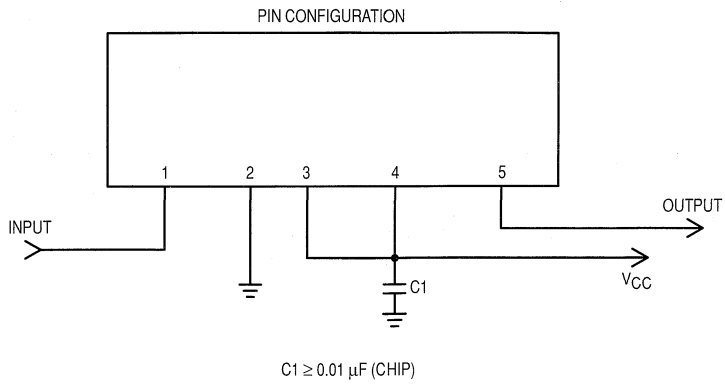 PIN CONFIGURATION
1 2 3 4 5
INPUT
OUTPUT
VCC
C1
C1 ≥ 0.01 μF (CHIP)